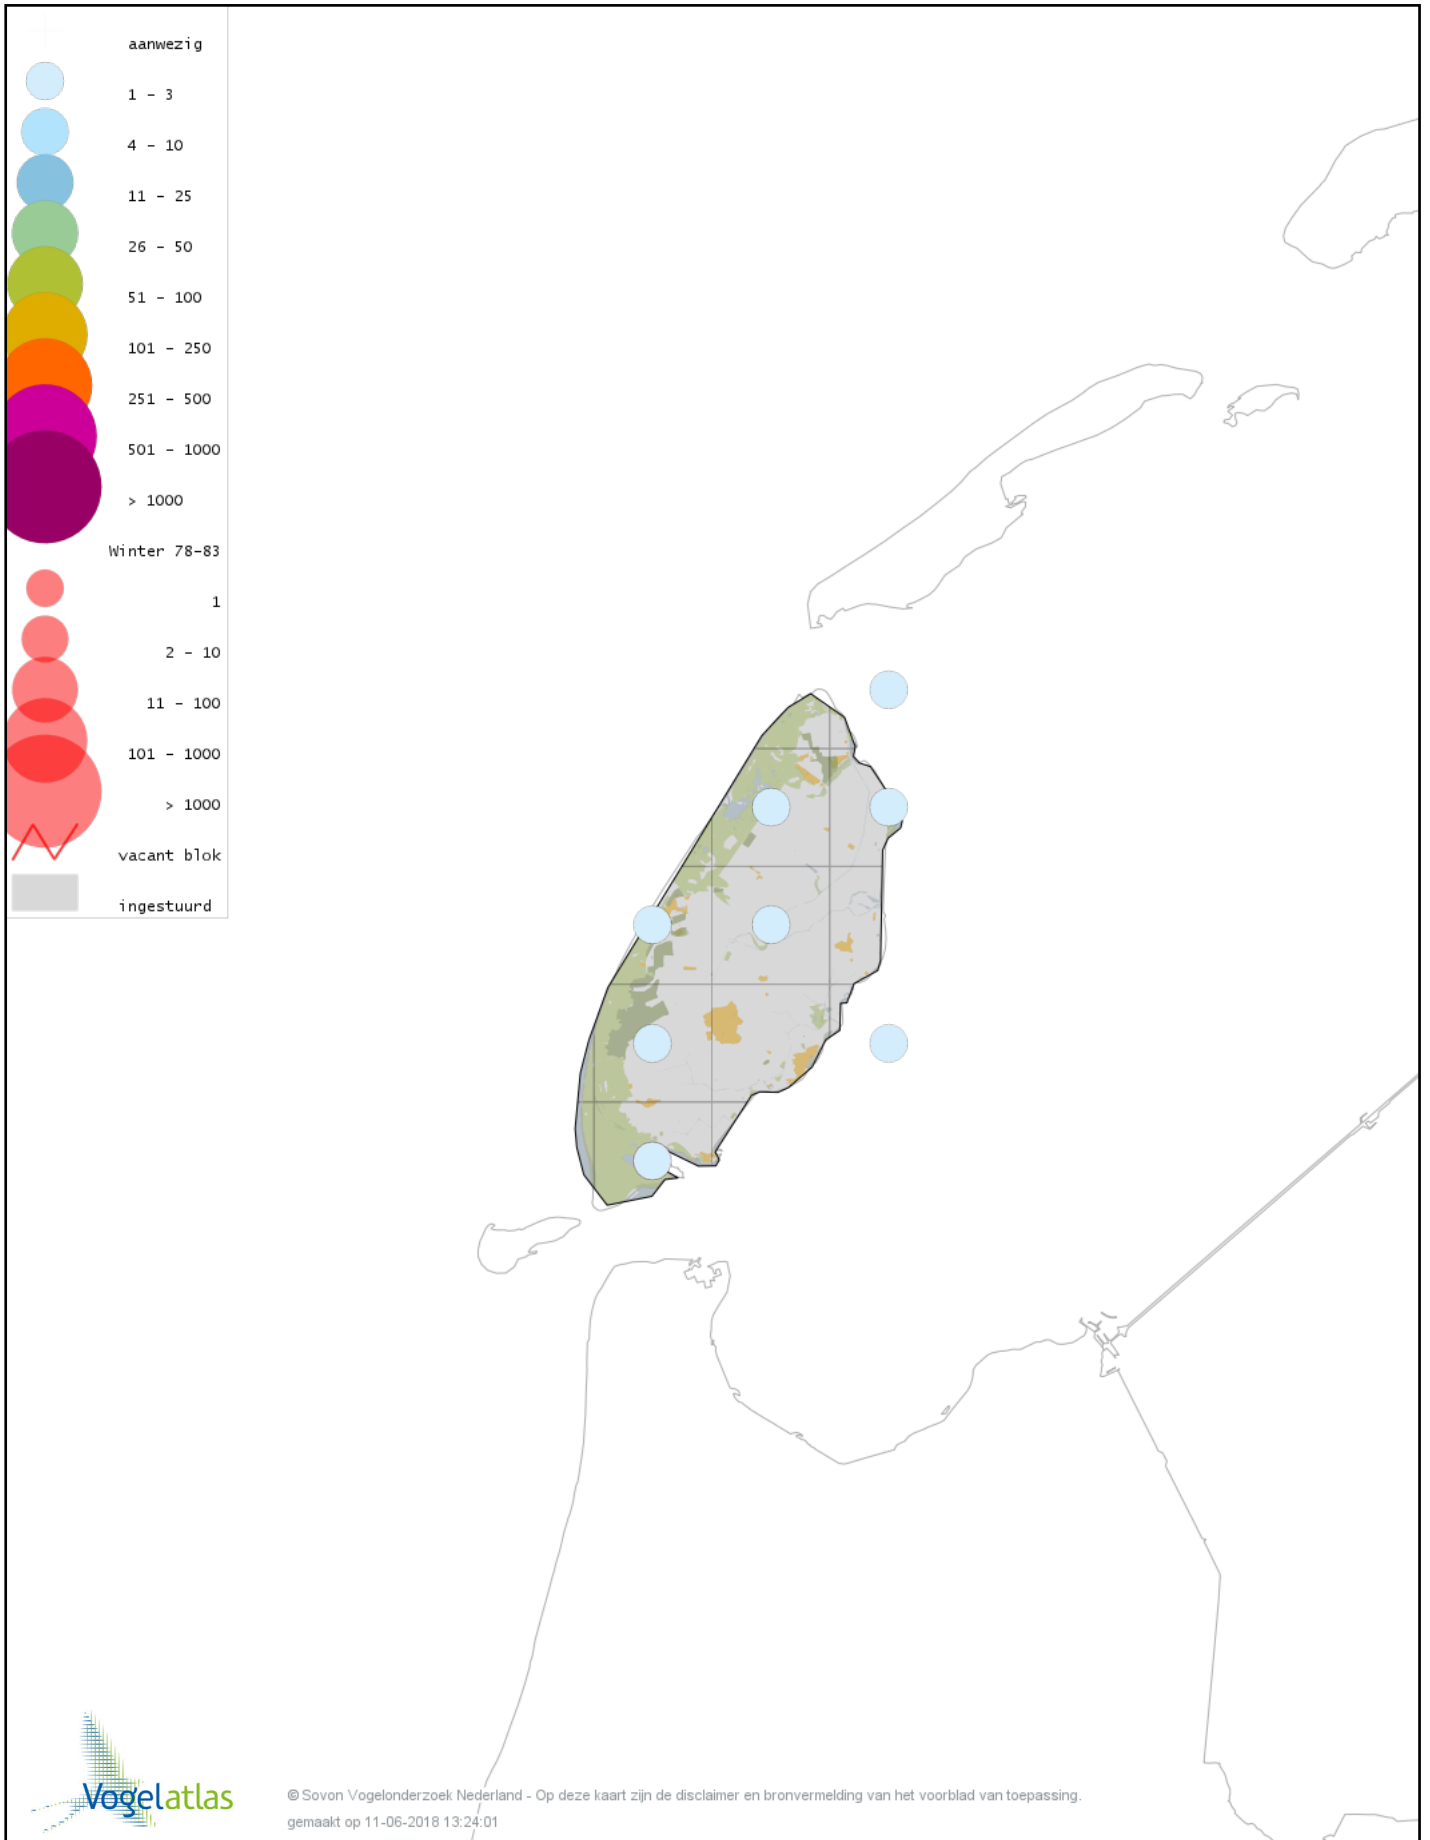 aanwezig
1 - 3
4 - 10
11 - 25
26 - 50
51 - 100
101 - 250
251 - 500
501 - 1000
> 1000
Winter 78-83
1
2 - 10
11 - 100
101 - 1000
> 1000
vacant blok
ingestuurd
Vogelatlas
© Sovon Vogelonderzoek Nederland - Op deze kaart zijn de disclaimer en bronvermelding van het voorblad van toepassing.
gemaakt op 11-06-2018 13:24:01